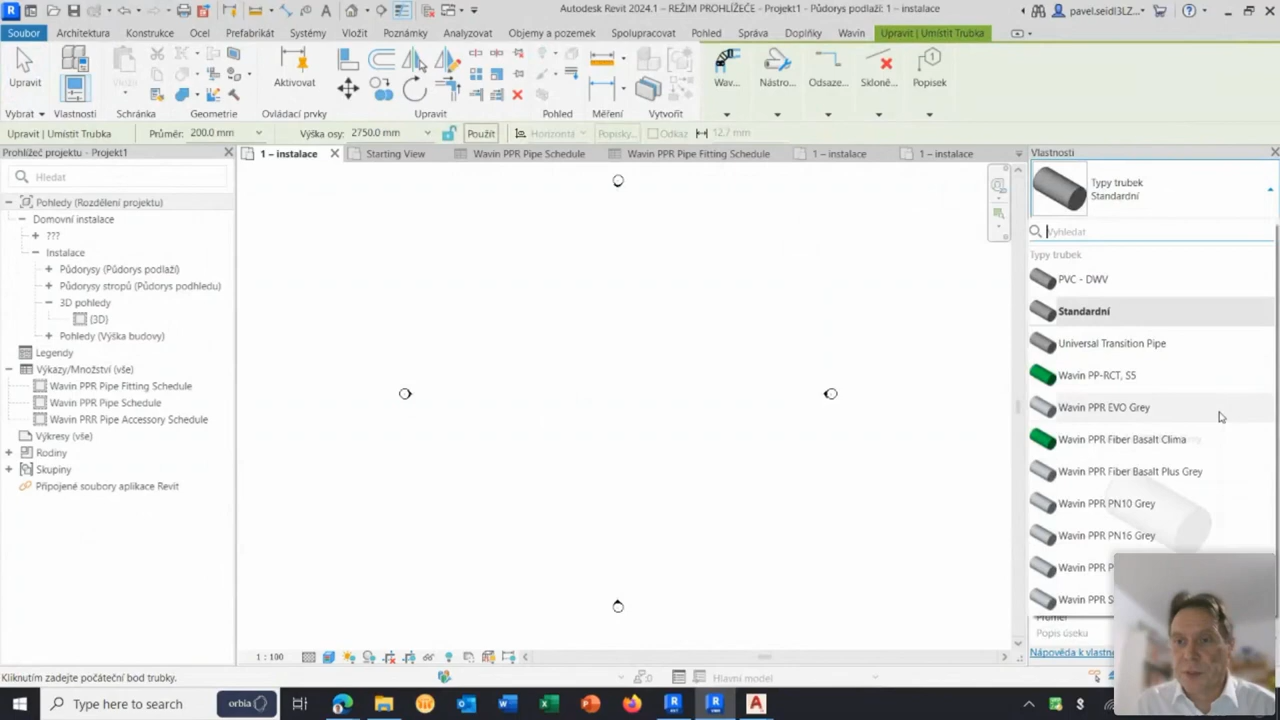 Autodesk Revit 2024.1 – REŽIM PROHLÍŽEČE - Projekt1 - Půdorys podlaží: 1 – instalace
pavel.seidl3LZ...
Soubor Architektura Konstrukce Ocel Prefabrikát Systémy Vložit Poznámky Analyzovat Objemy a pozemek Spolupracovat Pohled Správa Doplňky Wavin Upravit | Umístit Trubka
Upravit Aktivovat Wav... Nástro... Odsaze... Skloně... Popisek
Vybrat Vlastnosti Schránka Geometrie Ovládací prvky Upravit Pohled Měření Vytvořit
Upravit | Umístit Trubka Průměr: 200.0 mm Výška osy: 2750.0 mm Použít Horizontá Popisky... Odkaz 12.7 mm
Prohlížeč projektu - Projekt1
1 – instalace Starting View Wavin PPR Pipe Schedule Wavin PPR Pipe Fitting Schedule 1 – instalace 1 – instalace
Vlastnosti
Hledat
Typy trubek
Standardní
Pohledy (Rozdělení projektu)
Domovní instalace
???
Instalace
Půdorysy (Půdorys podlaží)
Půdorysy stropů (Půdorys podhledu)
3D pohledy
(3D)
Pohledy (Výška budovy)
Legendy
Výkazy/Množství (vše)
Wavin PPR Pipe Fitting Schedule
Wavin PPR Pipe Schedule
Wavin PRR Pipe Accessory Schedule
Výkresy (vše)
Rodiny
Skupiny
Připojené soubory aplikace Revit
Vyhledat
Typy trubek
PVC - DWV
Standardní
Universal Transition Pipe
Wavin PP-RCT, S5
Wavin PPR EVO Grey
Wavin PPR Fiber Basalt Clima
Wavin PPR Fiber Basalt Plus Grey
Wavin PPR PN10 Grey
Wavin PPR PN16 Grey
Wavin PPR P
Wavin PPR S
Průměr
Popis úseku
Nápověda k vlastne
1 : 100
Kliknutím zadejte počáteční bod trubky.
:0
Hlavní model
Type here to search
orbia